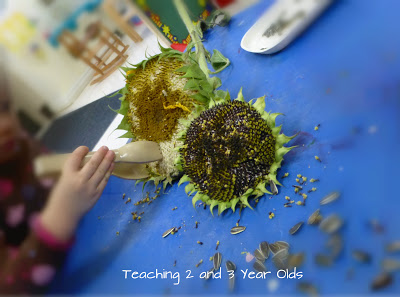 Teaching 2 and 3 Year Olds